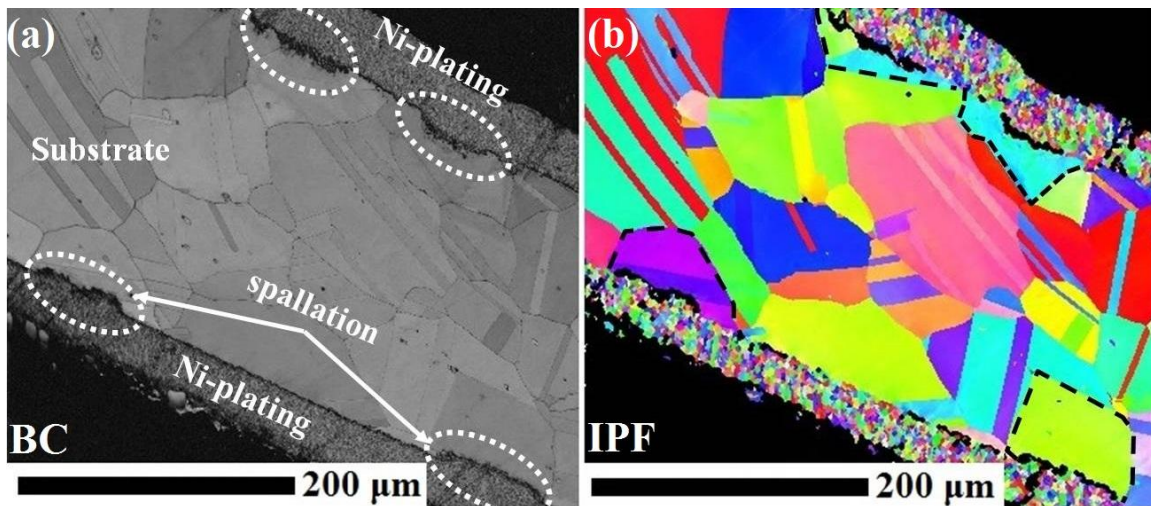 (a)
Ni-plating
Substrate
spallation
Ni-plating
BC
200 μm
(b)
IPF
200 μm